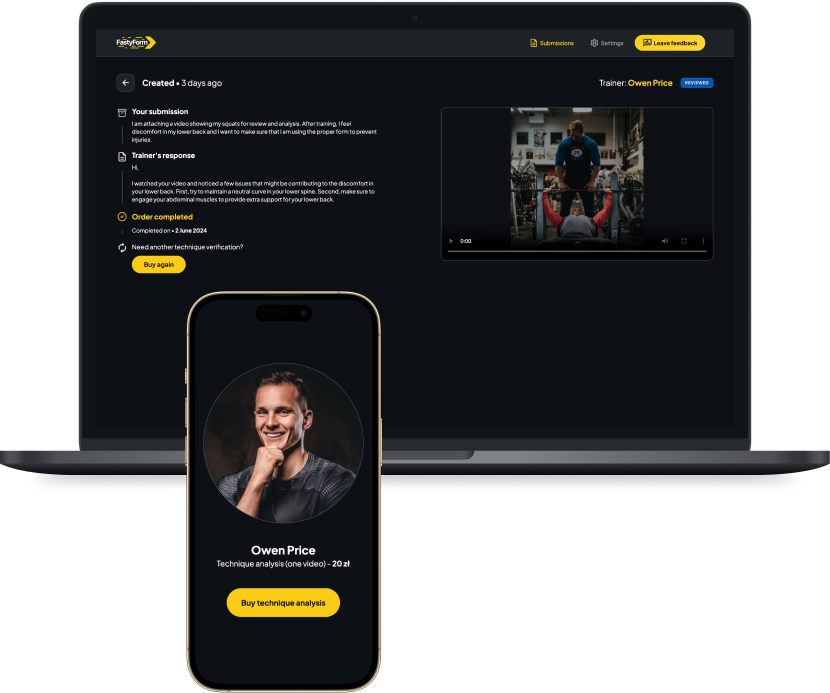 FastyForm
Submissions
Settings
Leave feedback
Created • 3 days ago
Trainer: Owen Price
REVIEWED
Your submission
I am attaching a video showing my squats for review and analysis. After training, I feel
discomfort in my lower back and I want to make sure that I am using the proper form to prevent
injuries.
Trainer's response
Hi,
I watched your video and noticed a few issues that might be contributing to the discomfort in
your lower back. First, try to maintain a neutral curve in your lower spine. Second, make sure to
engage your abdominal muscles to provide extra support for your lower back.
Order completed
Completed on • 2 June 2024
Need another technique verification?
Buy again
0:00
Owen Price
Technique analysis (one video) - 20 zł
Buy technique analysis